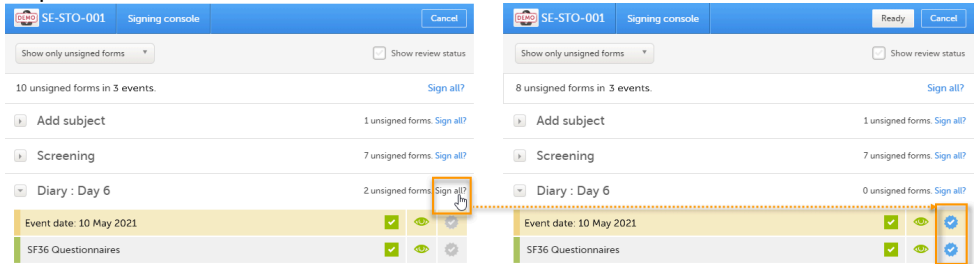 DEMO SE-STO-001 Signing console Cancel
Show only unsigned forms Show review status
10 unsigned forms in 3 events. Sign all?
Add subject 1 unsigned forms. Sign all?
Screening 7 unsigned forms. Sign all?
Diary : Day 6 2 unsigned forms. Sign all?
Event date: 10 May 2021
SF36 Questionnaires
DEMO SE-STO-001 Signing console Ready Cancel
Show only unsigned forms Show review status
8 unsigned forms in 3 events. Sign all?
Add subject 1 unsigned forms. Sign all?
Screening 7 unsigned forms. Sign all?
Diary : Day 6 0 unsigned forms. Sign all?
Event date: 10 May 2021
SF36 Questionnaires